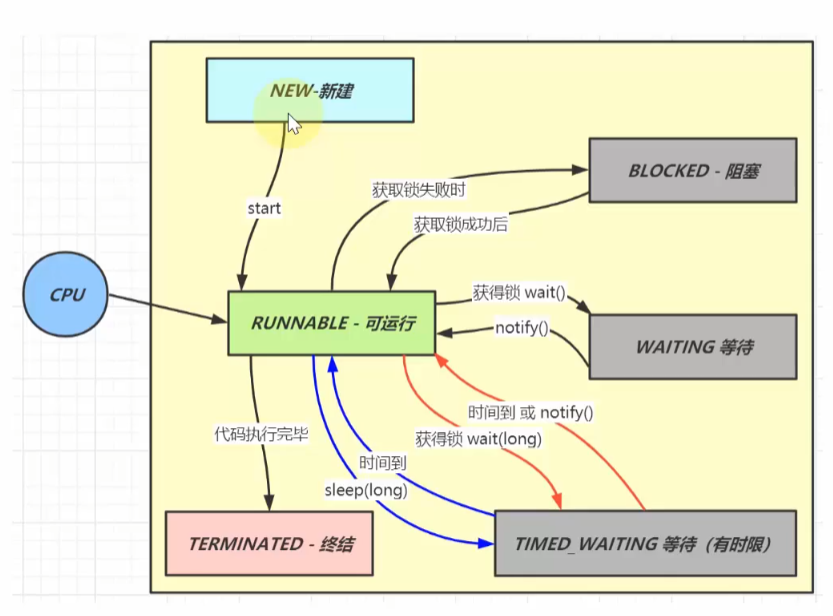 NEW-新建
BLOCKED - 阻塞
获取锁失败时
start
获取锁成功后
CPU
获得锁 wait()
RUNNABLE - 可运行
notify()
WAITING 等待
时间到 或 notify()
代码执行完毕
获得锁 wait(long)
时间到
sleep(long)
TERMINATED - 终结
TIMED_WAITING 等待（有时限）